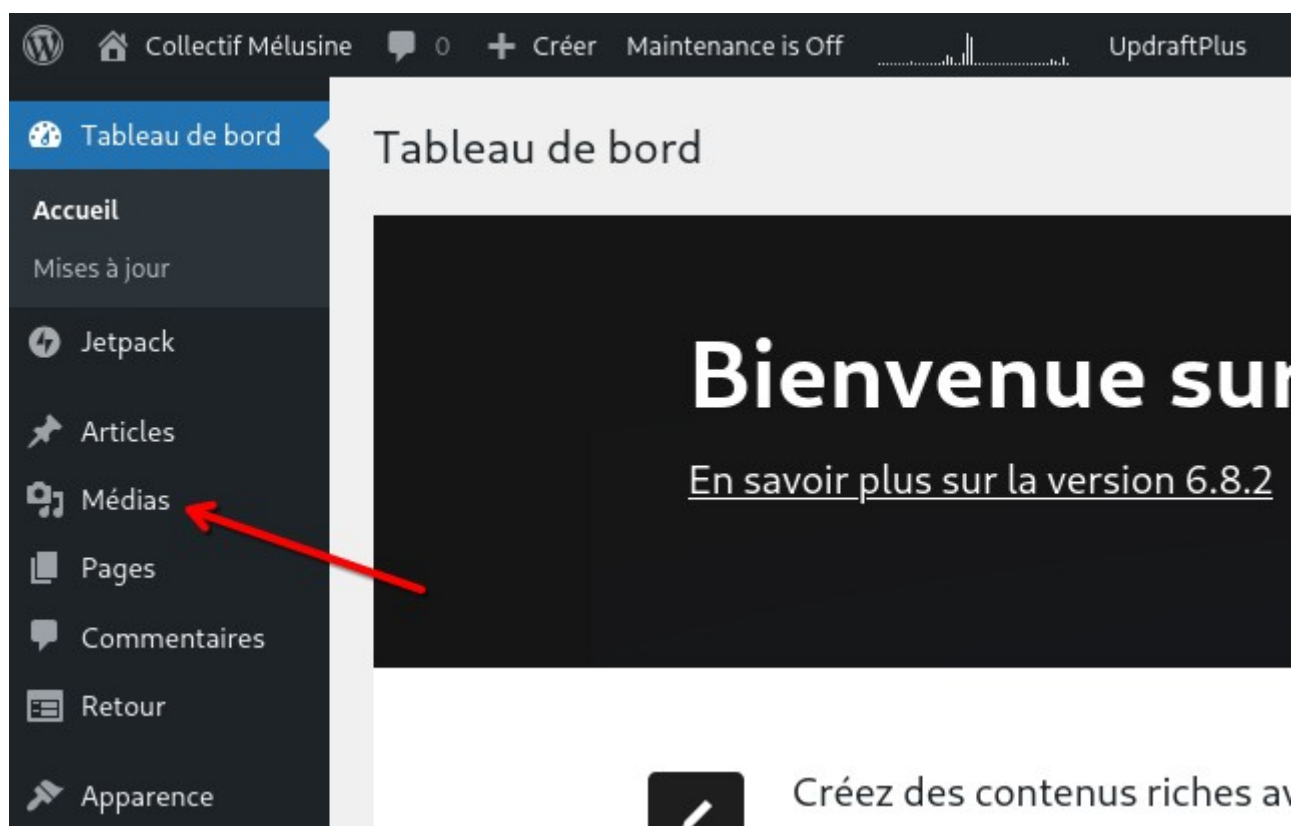 Collectif Mélusine 0 Créer Maintenance is Off UpdraftPlus
Tableau de bord
Accueil
Mises à jour
Jetpack
Articles
Médias
Pages
Commentaires
Retour
Apparence
Tableau de bord
Bienvenue sur
En savoir plus sur la version 6.8.2
Créez des contenus riches av